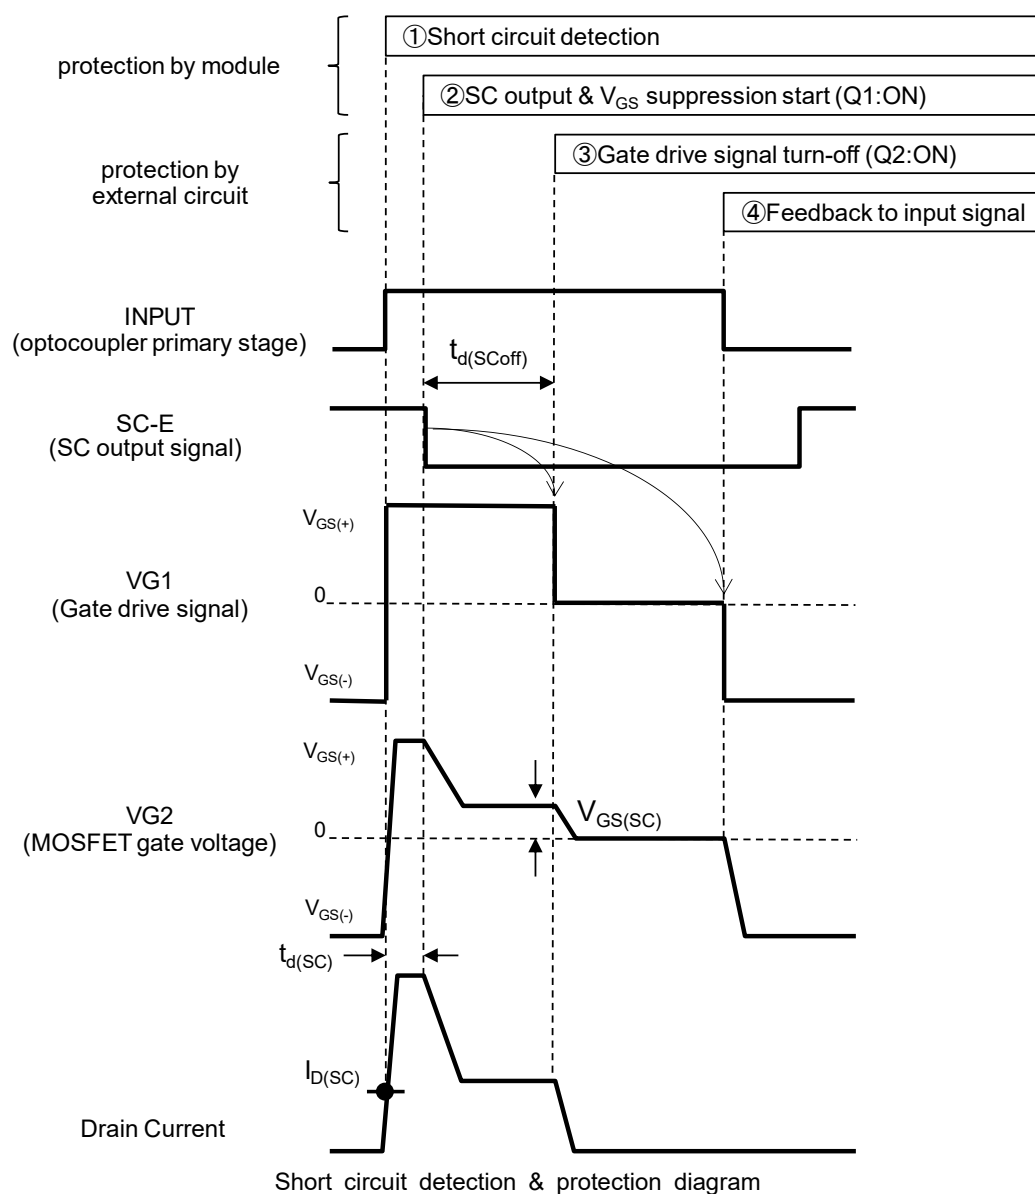 ①Short circuit detection
protection by module
②SC output & VGS suppression start (Q1:ON)
③Gate drive signal turn-off (Q2:ON)
protection by
external circuit
④Feedback to input signal
INPUT
(optocoupler primary stage)
td(SCoff)
SC-E
(SC output signal)
VGS(+)
VG1
(Gate drive signal)
0
VGS(-)
VGS(+)
VG2
(MOSFET gate voltage)
VGS(SC)
0
VGS(-)
td(SC)
ID(SC)
Drain Current
Short circuit detection & protection diagram